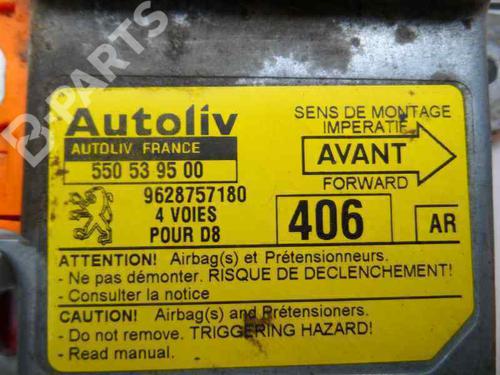 B-PARTS
Autoliv
AUTOLIV FRANCE
550 53 95 00
9628757180
4 VOIES
POUR D8
SENS DE MONTAGE
IMPERATIF
AVANT
FORWARD
406
AR
ATTENTION! Airbag(s) et Prétensionneurs.
- Ne pas démonter. RISQUE DE DECLENCHEMENT!
- Consulter la notice
CAUTION! Airbag(s) and Prétensioners.
- Do not remove. TRIGGERING HAZARD!
- Read manual.